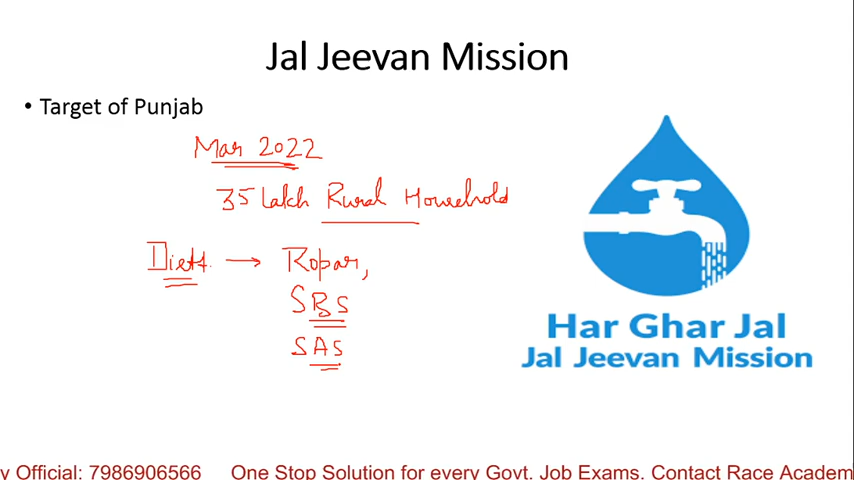 Jal Jeevan Mission
• Target of Punjab
Mar 2022
35 Lakh Rural Household
Distt. → Ropar,
SBS
SAS
Har Ghar Jal
Jal Jeevan Mission
y Official: 7986906566 One Stop Solution for every Govt. Job Exams. Contact Race Academ